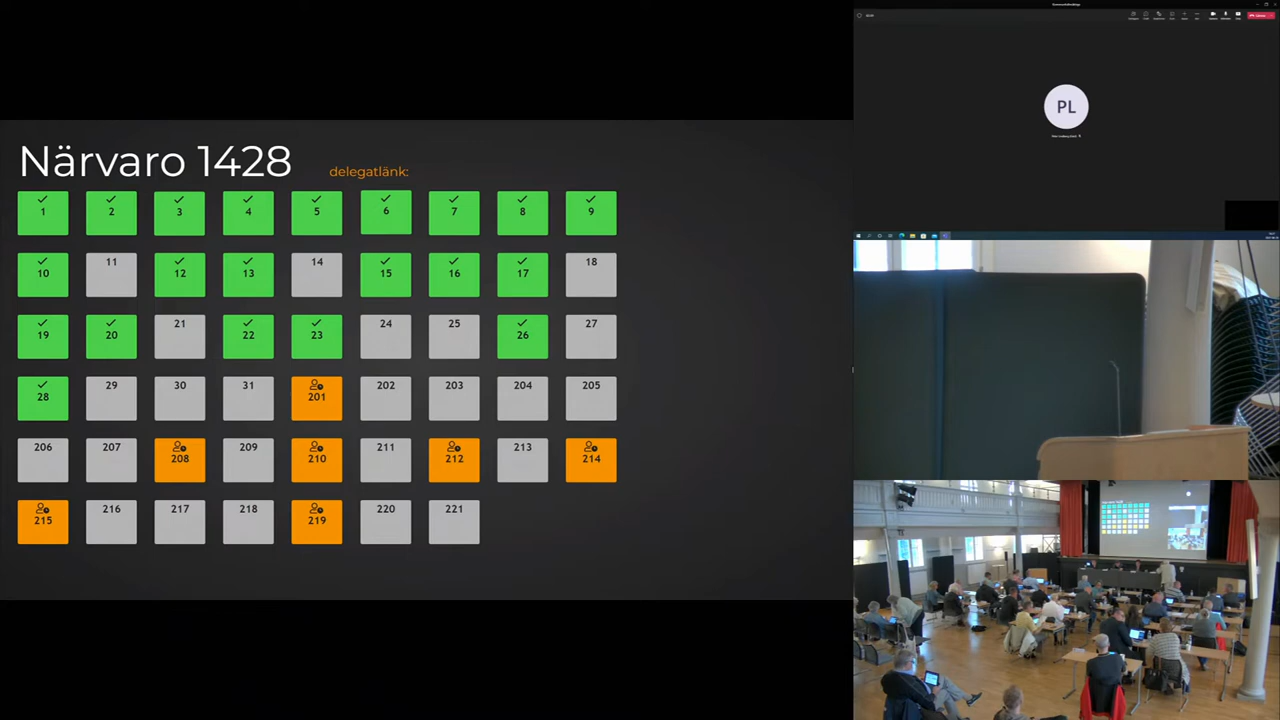 Närvaro 1428
delegatlänk:
1 2 3 4 5 6 7 8 9
10 11 12 13 14 15 16 17 18
19 20 21 22 23 24 25 26 27
28 29 30 31 201 202 203 204 205
206 207 208 209 210 211 212 213 214
215 216 217 218 219 220 221
PL